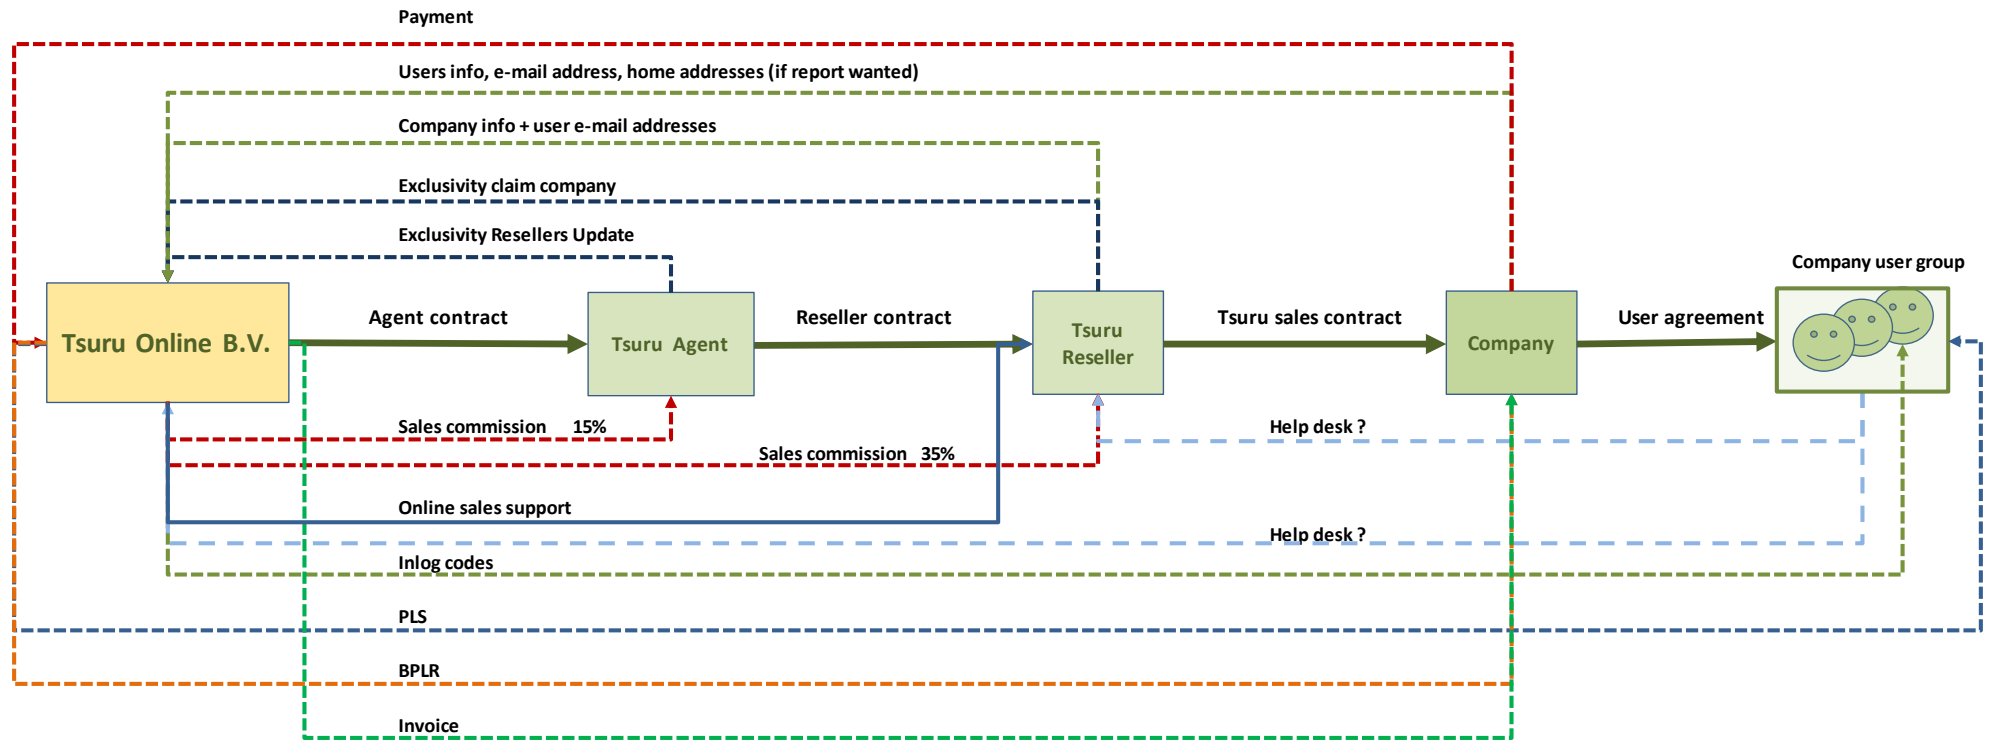 Payment
Users info, e-mail address, home addresses (if report wanted)
Company info + user e-mail addresses
Exclusivity claim company
Exclusivity Resellers Update
Company user group
Agent contract
Reseller contract
Tsuru sales contract
User agreement
Tsuru Online B.V.
Tsuru Agent
Tsuru
Reseller
Company
Sales commission 15%
Help desk ?
Sales commission 35%
Online sales support
Help desk ?
Inlog codes
PLS
BPLR
Invoice